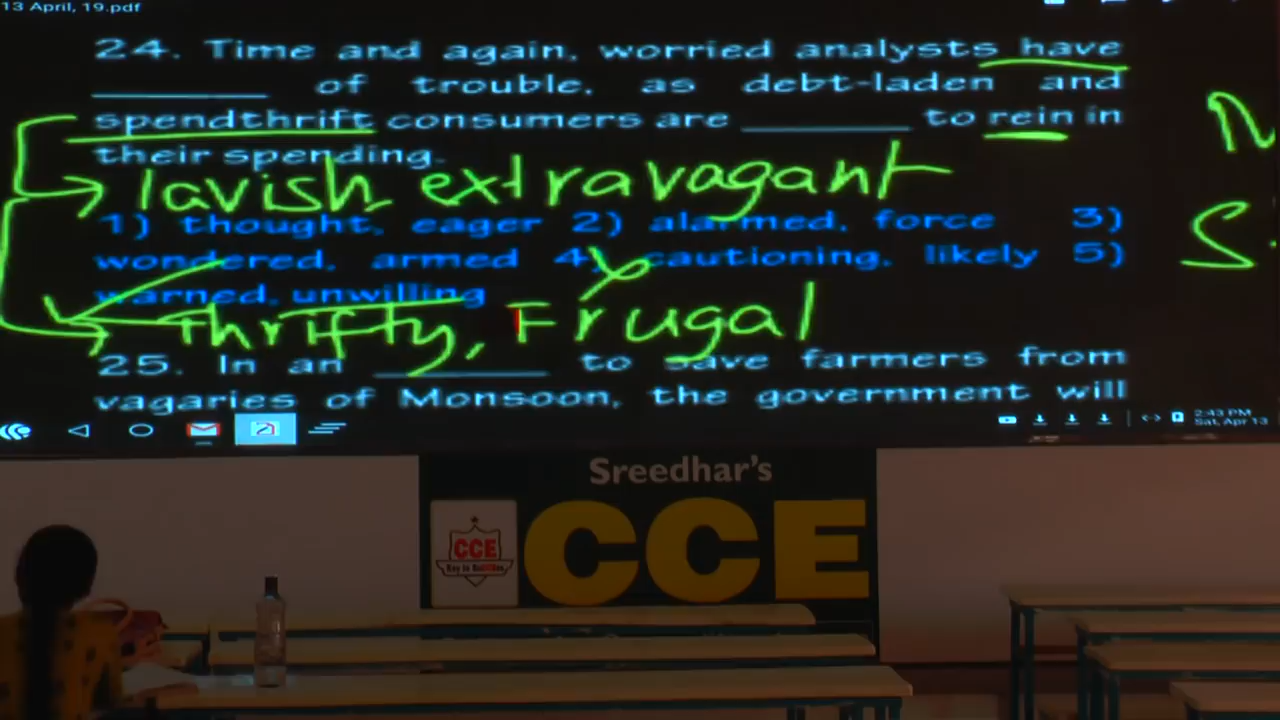 13 April, 19.pdf
24. Time and again, worried analysts have
__________ of trouble, as debt-laden and
spendthrift consumers are __________ to rein in
their spending.
lavish extravagant
1) thought, eager 2) alarmed, force 3)
wondered, armed 4) cautioning, likely 5)
warned, unwilling
Thrifty, Frugal
25. In an __________ to save farmers from
vagaries of Monsoon, the government will
2:43 PM
Sat, Apr 13
Sreedhar's
CCE
CCE